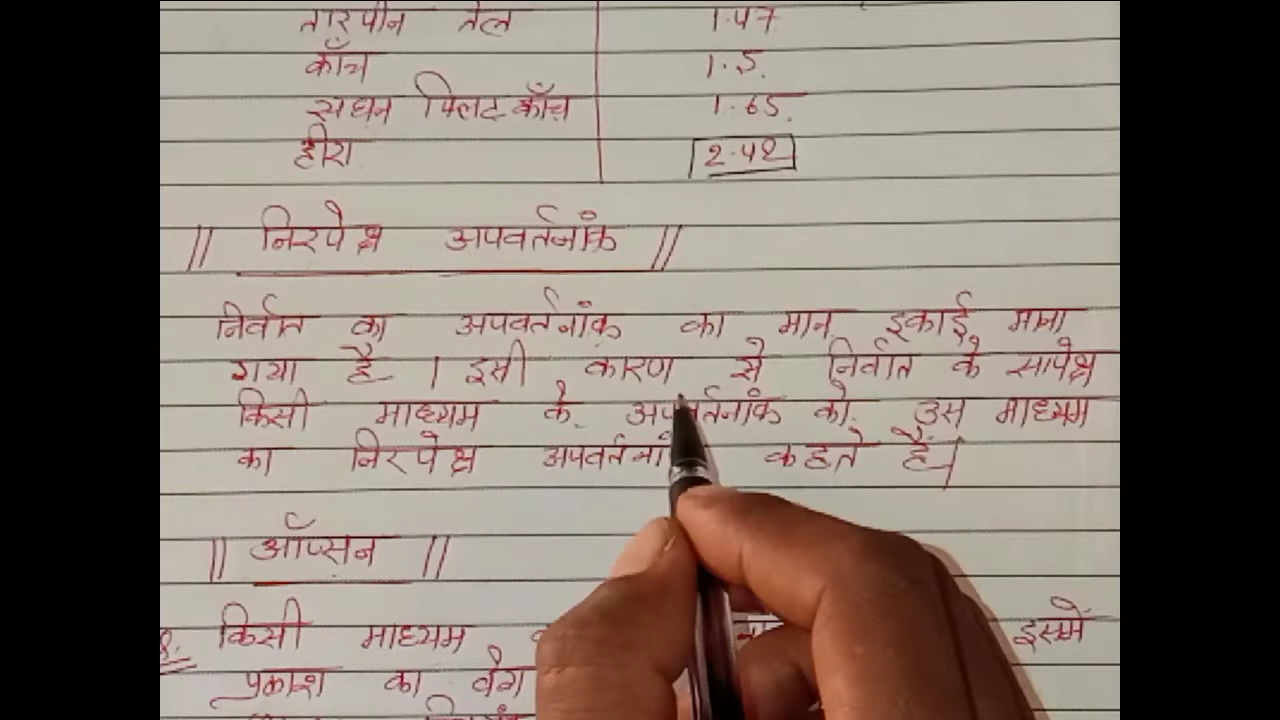 तारपीन तेल 1.47
काँच 1.5.
सघन फ्लिंट काँच 1.65.
हीरा 2.42
|| निरपेक्ष अपवर्तनांक ||
निर्वात का अपवर्तनांक का मान इकाई माना
गया है । इसी कारण से निर्वात के सापेक्ष
किसी माध्यम के अपवर्तनांक को. उस माध्यम
का निरपेक्ष अपवर्तनां कहते हैं।
|| ऑप्सन ||
किसी माध्यम इसमें
प्रकाश का वेग